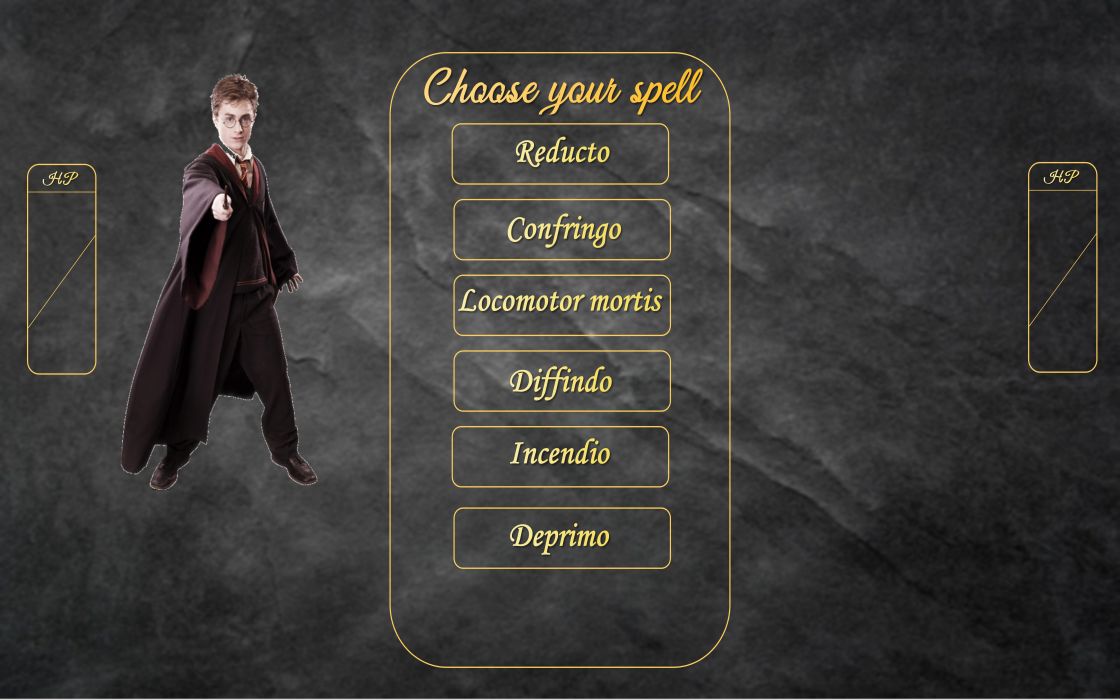 Choose your spell
HP
HP
Reducto
Confringo
Locomotor mortis
Diffindo
Incendio
Deprimo